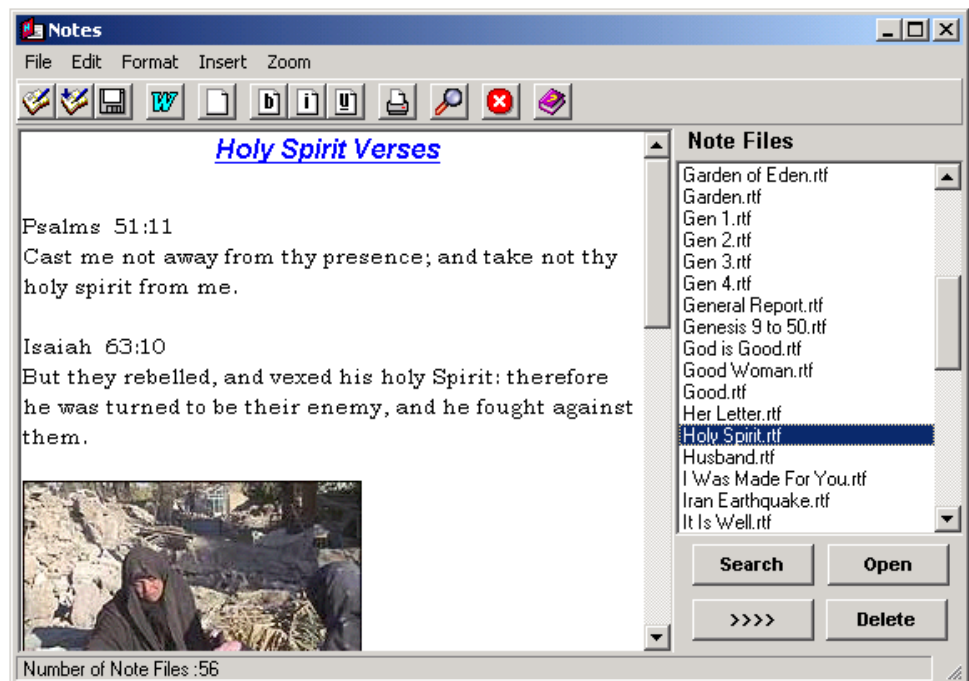 Notes
File Edit Format Insert Zoom
W b i u
Holy Spirit Verses
Psalms 51:11
Cast me not away from thy presence; and take not thy
holy spirit from me.
Isaiah 63:10
But they rebelled, and vexed his holy Spirit: therefore
he was turned to be their enemy, and he fought against
them.
Note Files
Garden of Eden.rtf
Garden.rtf
Gen 1.rtf
Gen 2.rtf
Gen 3.rtf
Gen 4.rtf
General Report.rtf
Genesis 9 to 50.rtf
God is Good.rtf
Good Woman.rtf
Good.rtf
Her Letter.rtf
Holy Spirit.rtf
Husband.rtf
I Was Made For You.rtf
Iran Earthquake.rtf
It Is Well.rtf
Search Open
>>>> Delete
Number of Note Files :56